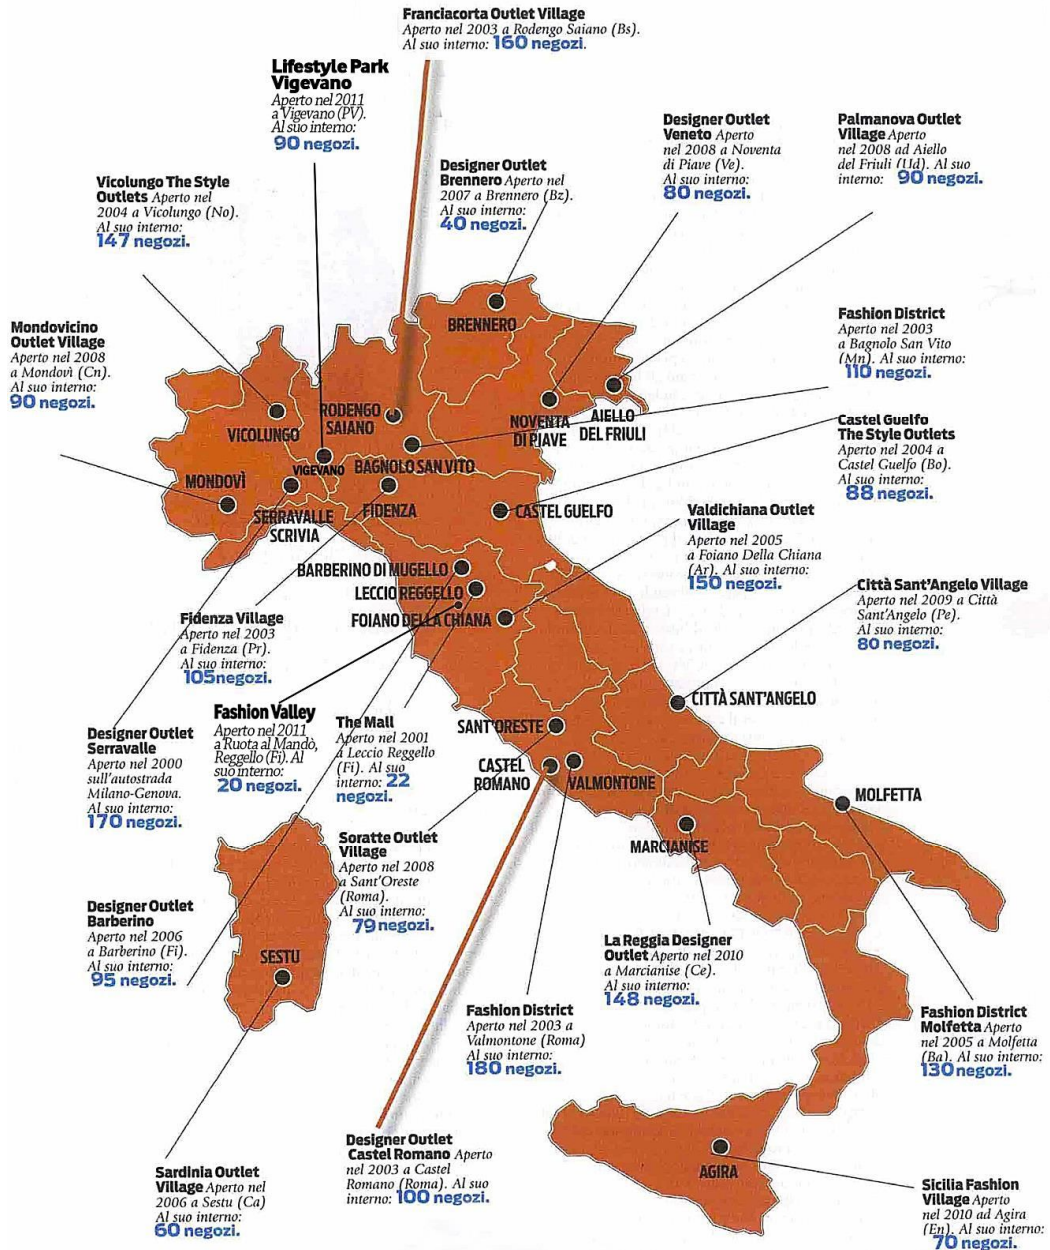 Franciacorta Outlet Village
Aperto nel 2003 a Rodengo Saiano (Bs).
Al suo interno: 160 negozi.
Lifestyle Park
Vigevano
Aperto nel 2011
a Vigevano (PV).
Al suo interno:
90 negozi.
Designer Outlet
Veneto Aperto
nel 2008 a Noventa
di Piave (Ve).
Al suo interno:
80 negozi.
Palmanova Outlet
Village Aperto
nel 2008 ad Aiello
del Friuli (Ud). Al suo
interno: 90 negozi.
Designer Outlet
Brennero Aperto nel
2007 a Brennero (Bz).
Al suo interno:
40 negozi.
Vicolungo The Style
Outlets Aperto nel
2004 a Vicolungo (No).
Al suo interno:
147 negozi.
Mondovicino
Outlet Village
Aperto nel 2008
a Mondovì (Cn).
Al suo interno:
90 negozi.
Fashion District
Aperto nel 2003
a Bagnolo San Vito
(Mn). Al suo interno:
110 negozi.
Castel Guelfo
The Style Outlets
Aperto nel 2004 a
Castel Guelfo (Bo).
Al suo interno:
88 negozi.
BRENNERO
VICOLUNGO
RODENGO
SAIANO
NOVENTA
DI PIAVE
AIELLO
DEL FRIULI
VIGEVANO
BAGNOLO SAN VITO
MONDOVÌ
SERRAVALLE
SCRIVIA
FIDENZA
CASTEL GUELFO
Valdichiana Outlet
Village
Aperto nel 2005
a Foiano Della Chiana
(Ar). Al suo interno:
150 negozi.
BARBERINO DI MUGELLO
LECCIO REGGELLO
FOIANO DELLA CHIANA
Città Sant'Angelo Village
Aperto nel 2009 a Città
Sant'Angelo (Pe).
Al suo interno:
80 negozi.
Fidenza Village
Aperto nel 2003
a Fidenza (Pr).
Al suo interno:
105 negozi.
CITTÀ SANT'ANGELO
Fashion Valley
Aperto nel 2011
a Ruota al Mandò,
Reggello (Fi). Al
suo interno:
20 negozi.
The Mall
Aperto nel 2001
a Leccio Reggello
(Fi). Al suo
interno: 22
negozi.
SANT'ORESTE
CASTEL
ROMANO
VALMONTONE
Designer Outlet
Serravalle
Aperto nel 2000
sull'autostrada
Milano-Genova.
Al suo interno:
170 negozi.
MOLFETTA
MARCIANISE
Soratte Outlet
Village
Aperto nel 2008
a Sant'Oreste
(Roma).
Al suo interno:
79 negozi.
Designer Outlet
Barberino
Aperto nel 2006
a Barberino (Fi).
Al suo interno:
95 negozi.
SESTU
La Reggia Designer
Outlet Aperto nel 2010
a Marcianise (Ce).
Al suo interno:
148 negozi.
Fashion District
Aperto nel 2003 a
Valmontone (Roma)
Al suo interno:
180 negozi.
Fashion District
Molfetta Aperto
nel 2005 a Molfetta
(Ba). Al suo interno:
130 negozi.
Designer Outlet
Castel Romano Aperto
nel 2003 a Castel
Romano (Roma). Al suo
interno: 100 negozi.
Sardinia Outlet
Village Aperto nel
2006 a Sestu (Ca)
Al suo interno:
60 negozi.
AGIRA
Sicilia Fashion
Village Aperto
nel 2010 ad Agira
(En). Al suo interno:
70 negozi.